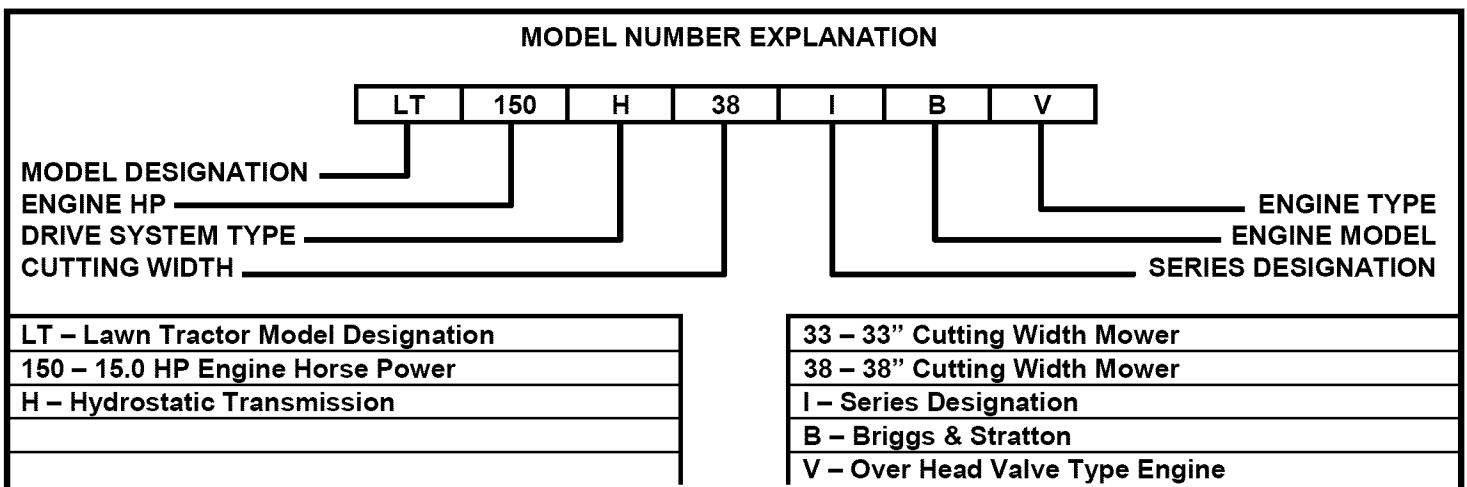 MODEL NUMBER EXPLANATION
LT 150 H 38 I B V
MODEL DESIGNATION
ENGINE HP
DRIVE SYSTEM TYPE
CUTTING WIDTH
ENGINE TYPE
ENGINE MODEL
SERIES DESIGNATION
LT – Lawn Tractor Model Designation
150 – 15.0 HP Engine Horse Power
H – Hydrostatic Transmission
33 – 33” Cutting Width Mower
38 – 38” Cutting Width Mower
I – Series Designation
B – Briggs & Stratton
V – Over Head Valve Type Engine